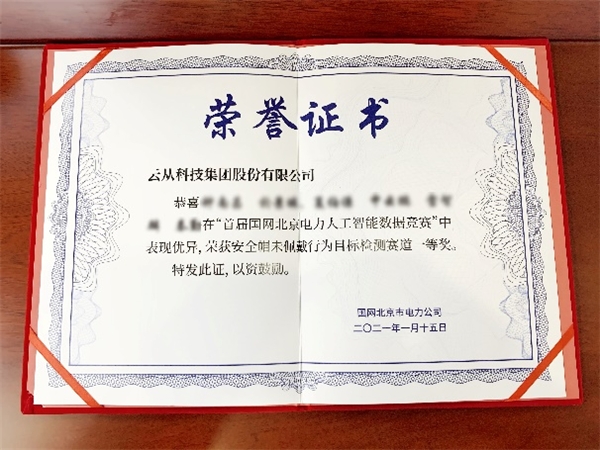 荣誉证书
云从科技集团股份有限公司
恭喜
在“首届国网北京电力人工智能数据竞赛”中
表现优异,荣获安全帽未佩戴行为目标检测赛道一等奖。
特发此证,以资鼓励。
国网北京市电力公司
二〇二一年一月十五日